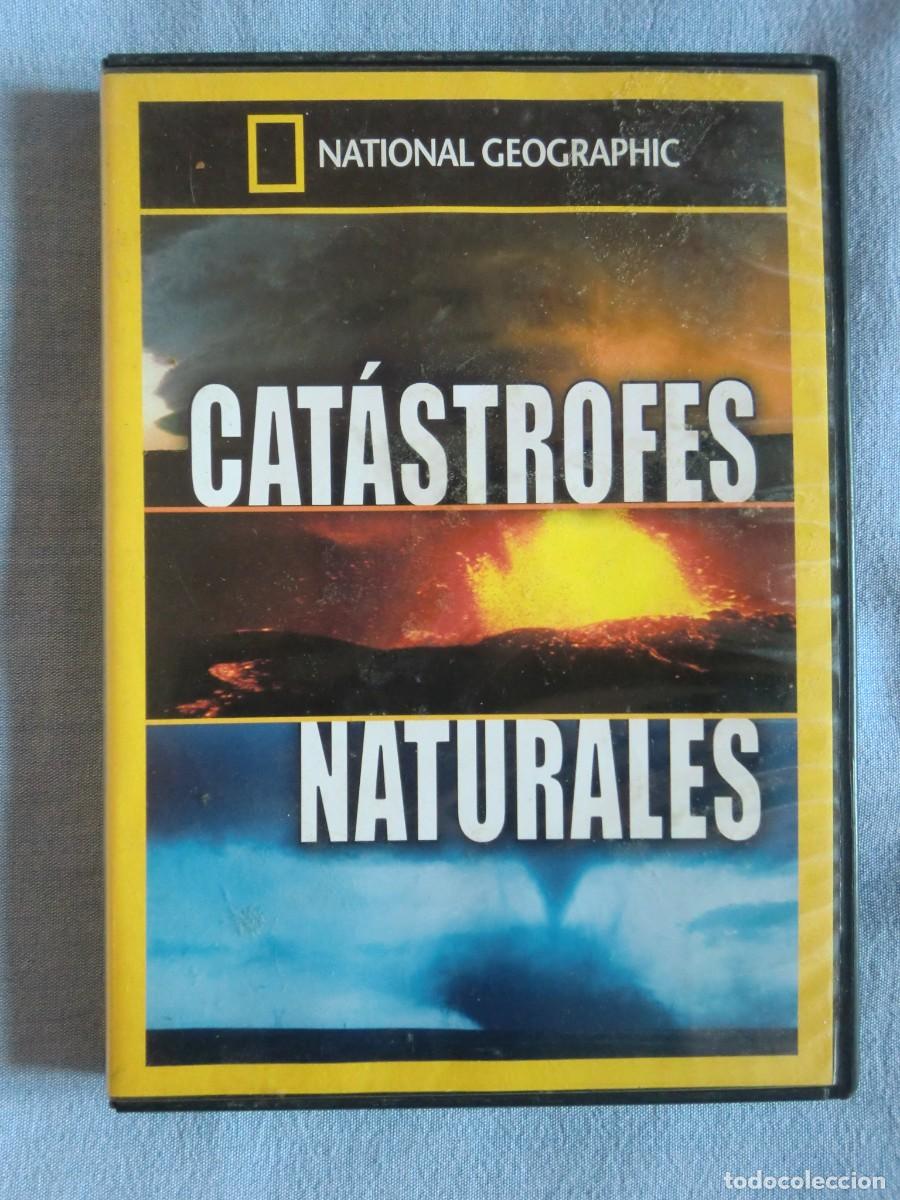 NATIONAL GEOGRAPHIC
CATÁSTROFES
NATURALES
todocoleccion